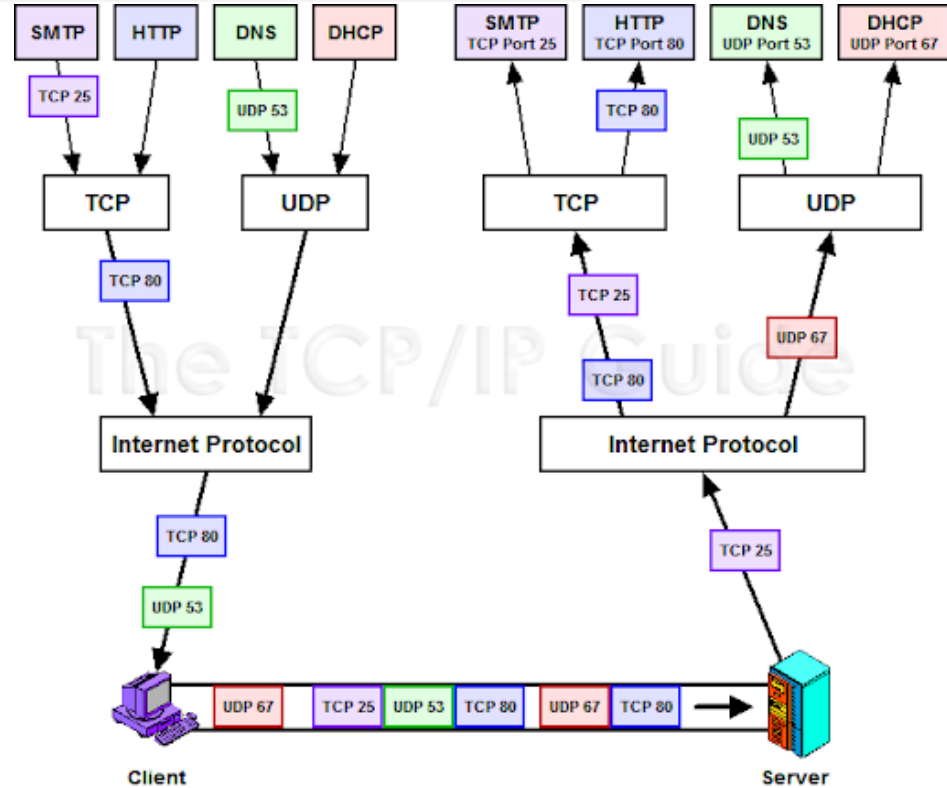 SMTP
HTTP
DNS
DHCP
SMTP
TCP Port 25
HTTP
TCP Port 80
DNS
UDP Port 53
DHCP
UDP Port 67
TCP 25
UDP 53
TCP 80
UDP 53
TCP
UDP
TCP
UDP
TCP 80
TCP 25
UDP 67
TCP 80
The TCP/IP Guide
Internet Protocol
Internet Protocol
TCP 80
TCP 25
UDP 53
UDP 67
TCP 25
UDP 53
TCP 80
UDP 67
TCP 80
Client
Server